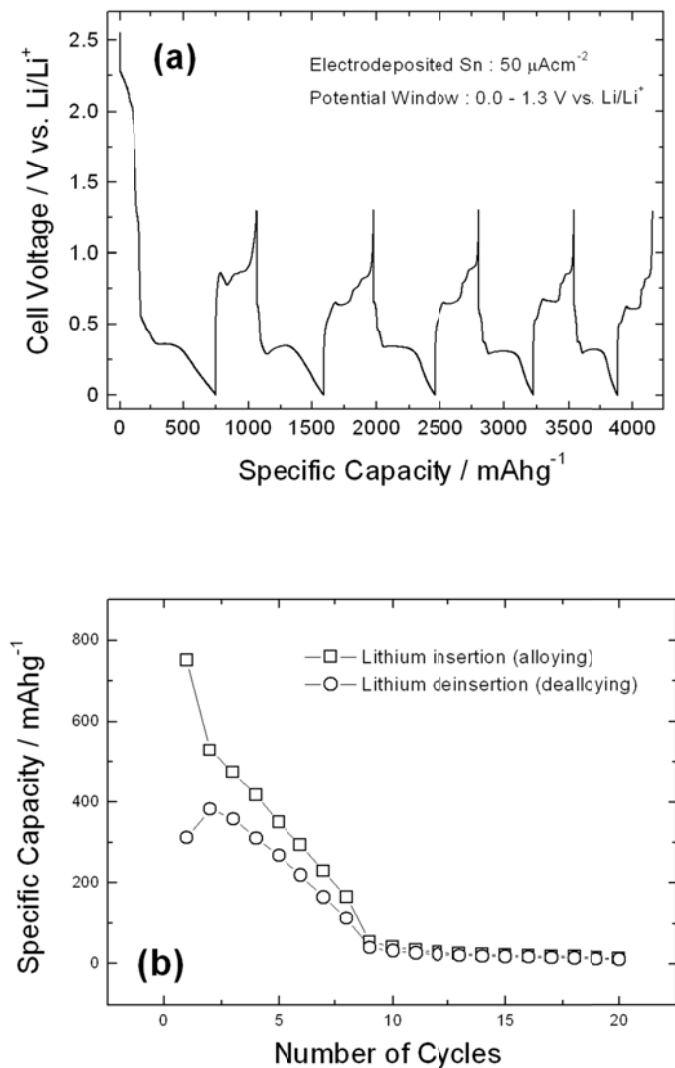 (a)
Electrodeposited Sn : 50 μAcm⁻²
Potential Window : 0.0 - 1.3 V vs. Li/Li⁺
Cell Voltage / V vs. Li/Li⁺
2.5
2.0
1.5
1.0
0.5
0
0 500 1000 1500 2000 2500 3000 3500 4000
Specific Capacity / mAhg⁻¹
Lithium insertion (alloying)
Lithium deinsertion (dealloying)
Specific Capacity / mAhg⁻¹
800
600
400
200
0
(b)
0 5 10 15 20
Number of Cycles